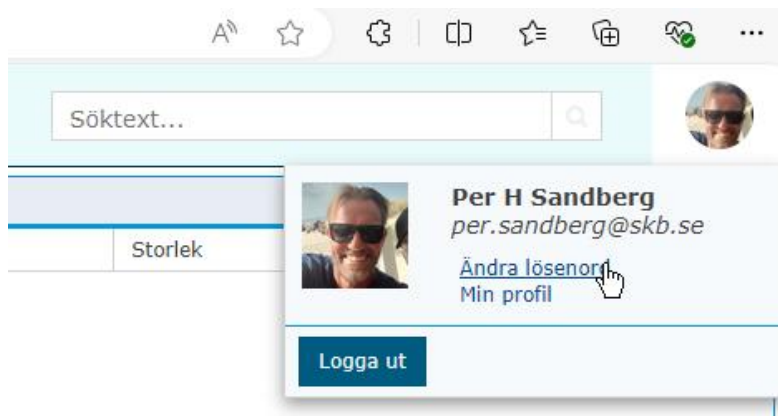 Söktext...
Per H Sandberg
per.sandberg@skb.se
Storlek
Ändra lösenord
Min profil
Logga ut